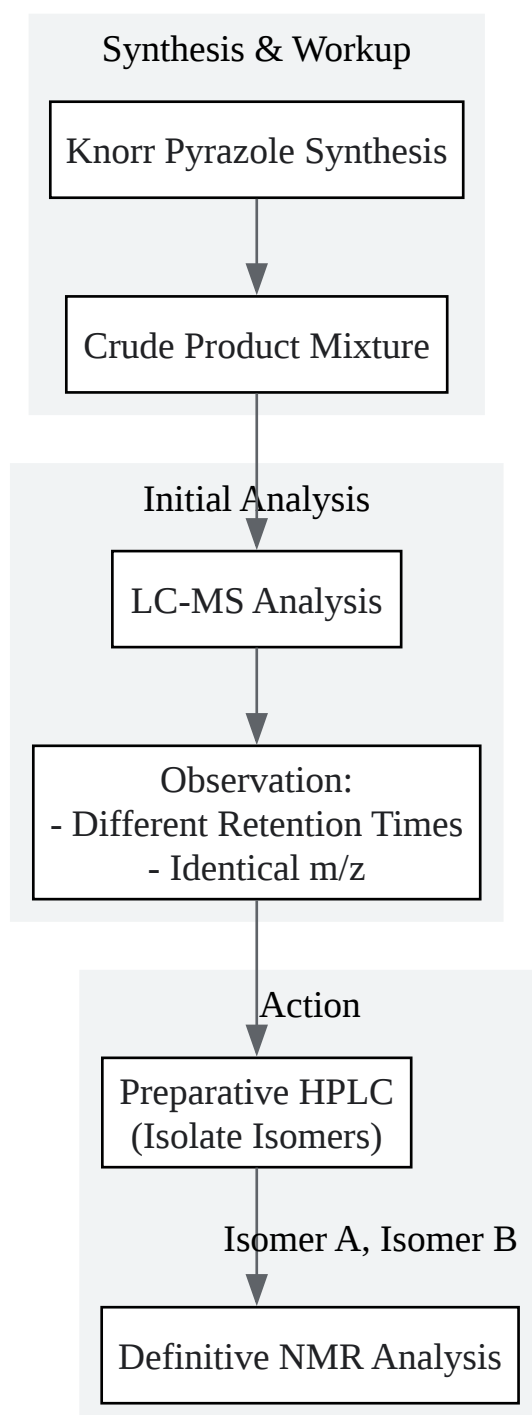 Synthesis & Workup
Knorr Pyrazole Synthesis
Crude Product Mixture
Initial Analysis
LC-MS Analysis
Observation:
- Different Retention Times
- Identical m/z
Action
Preparative HPLC
(Isolate Isomers)
Isomer A, Isomer B
Definitive NMR Analysis